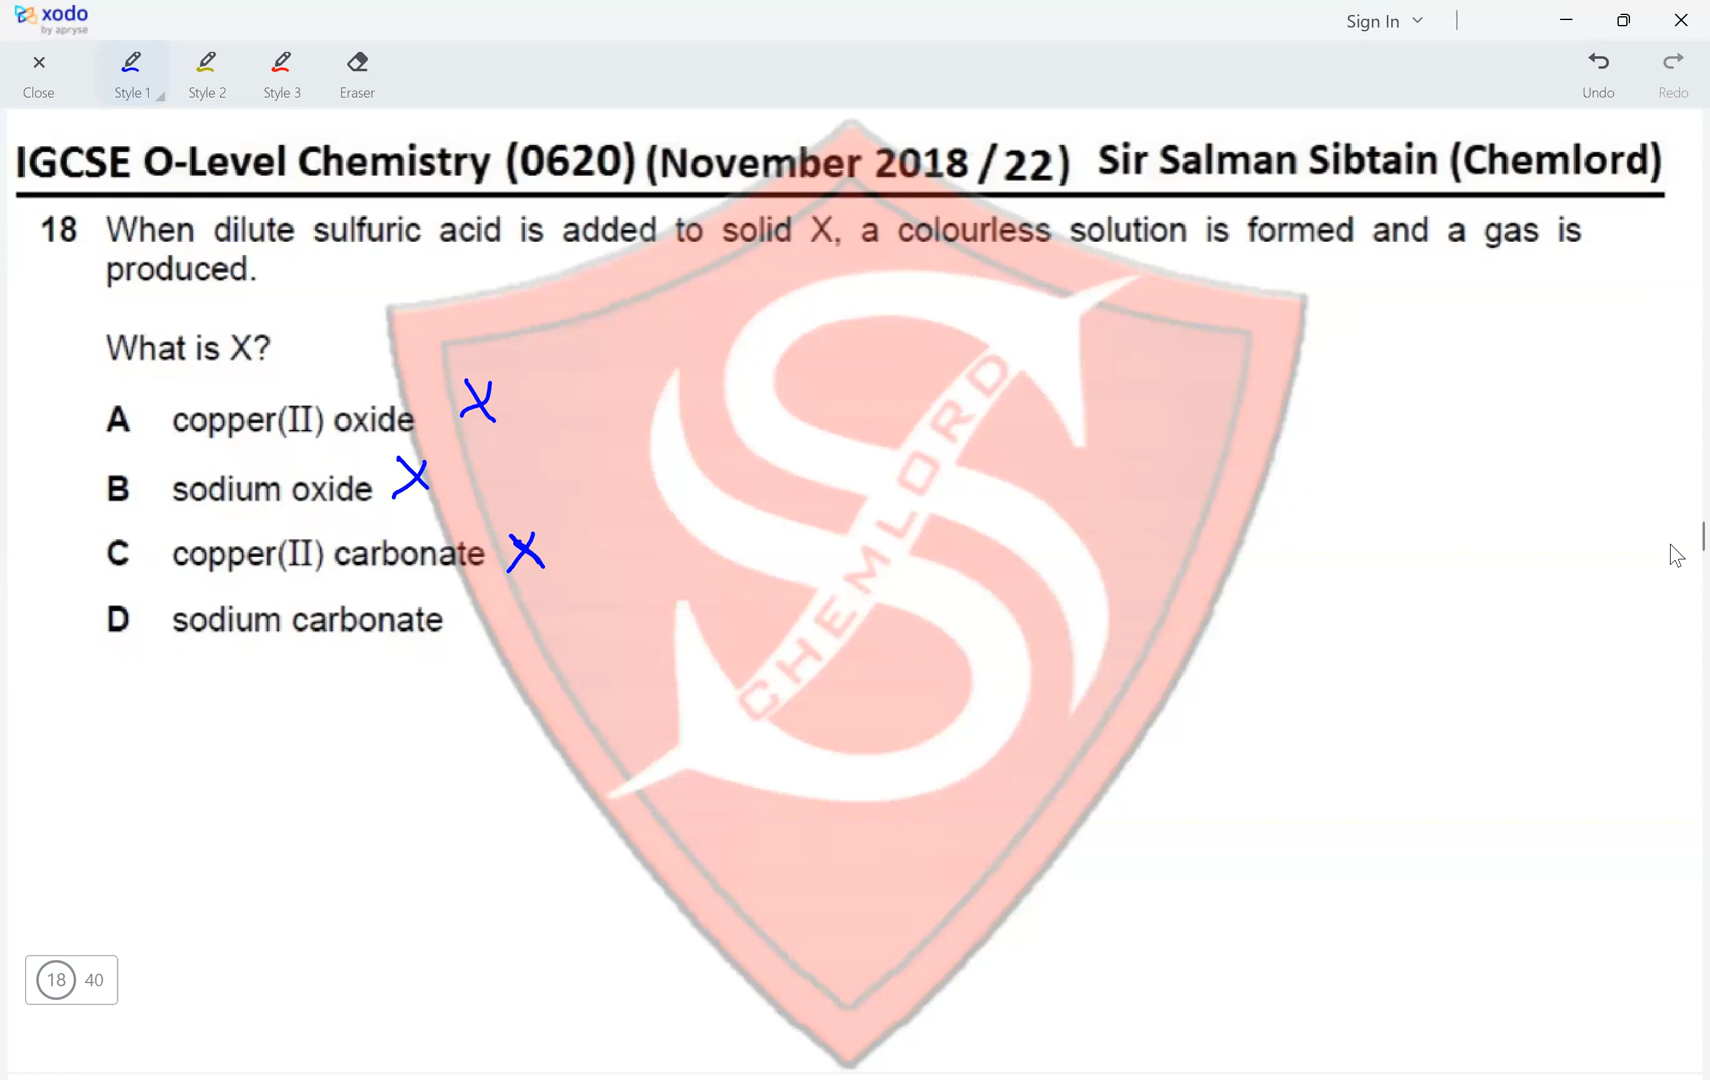 xodo
by apryse
Sign In
Close
Style 1
Style 2
Style 3
Eraser
Undo
Redo
IGCSE O-Level Chemistry (0620) (November 2018 / 22) Sir Salman Sibtain (Chemlord)
18 When dilute sulfuric acid is added to solid X, a colourless solution is formed and a gas is
produced.
What is X?
A copper(II) oxide X
B sodium oxide X
C copper(II) carbonate X
D sodium carbonate
CHEMLORD
18 40